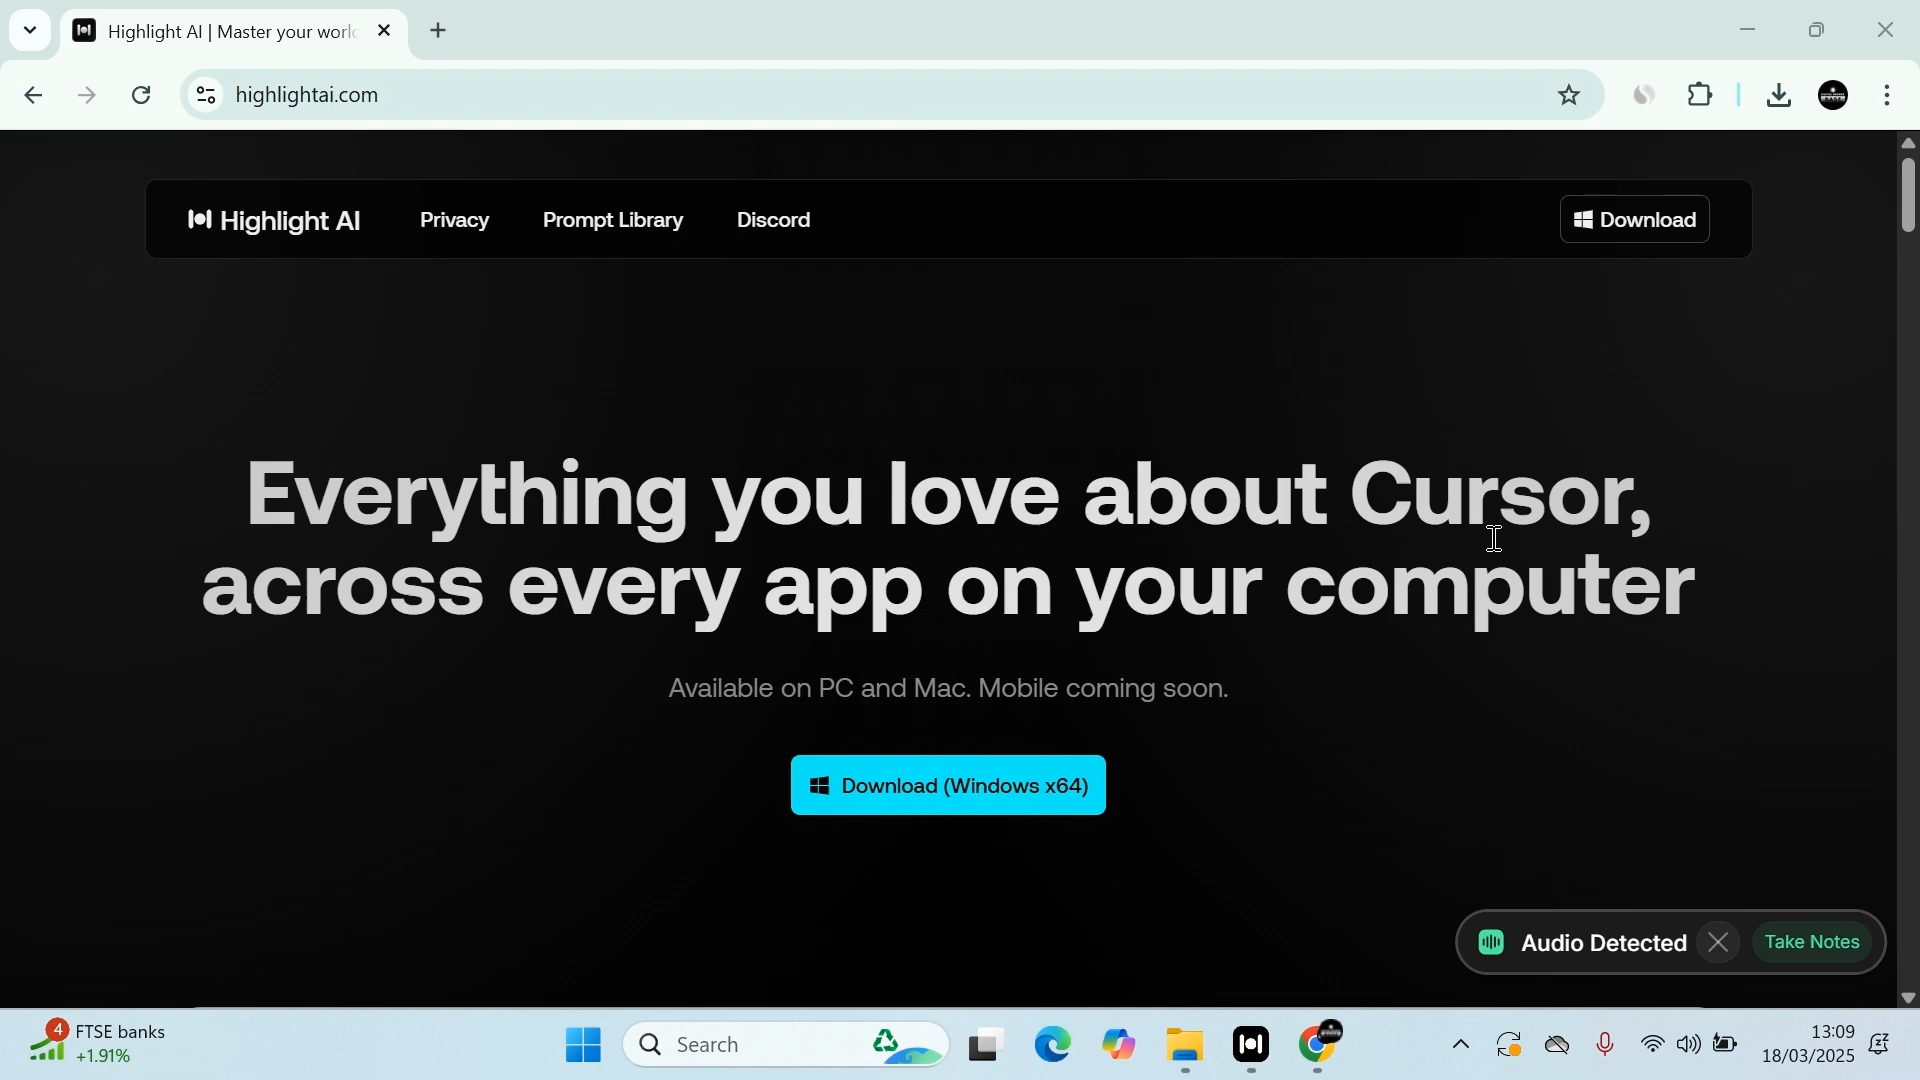 Highlight AI | Master your worl
highlightai.com
Highlight AI
Privacy
Prompt Library
Discord
Download
Everything you love about Cursor,
across every app on your computer
Available on PC and Mac. Mobile coming soon.
Download (Windows x64)
Audio Detected
Take Notes
4
FTSE banks
+1.91%
Search
13:09
18/03/2025